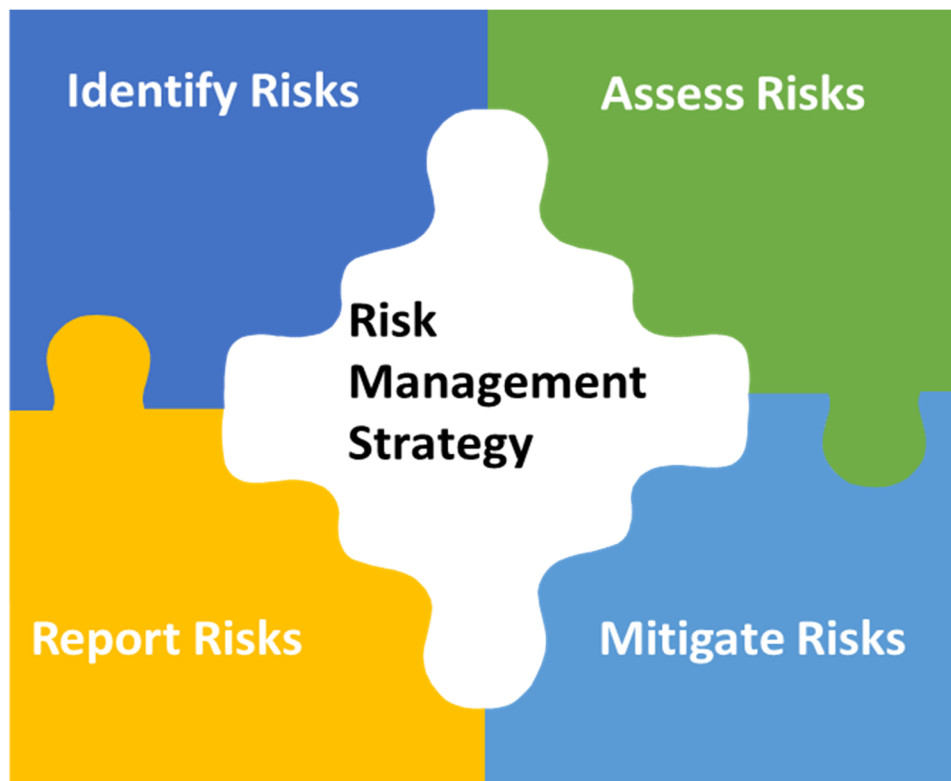 Identify Risks
Assess Risks
Risk
Management
Strategy
Report Risks
Mitigate Risks